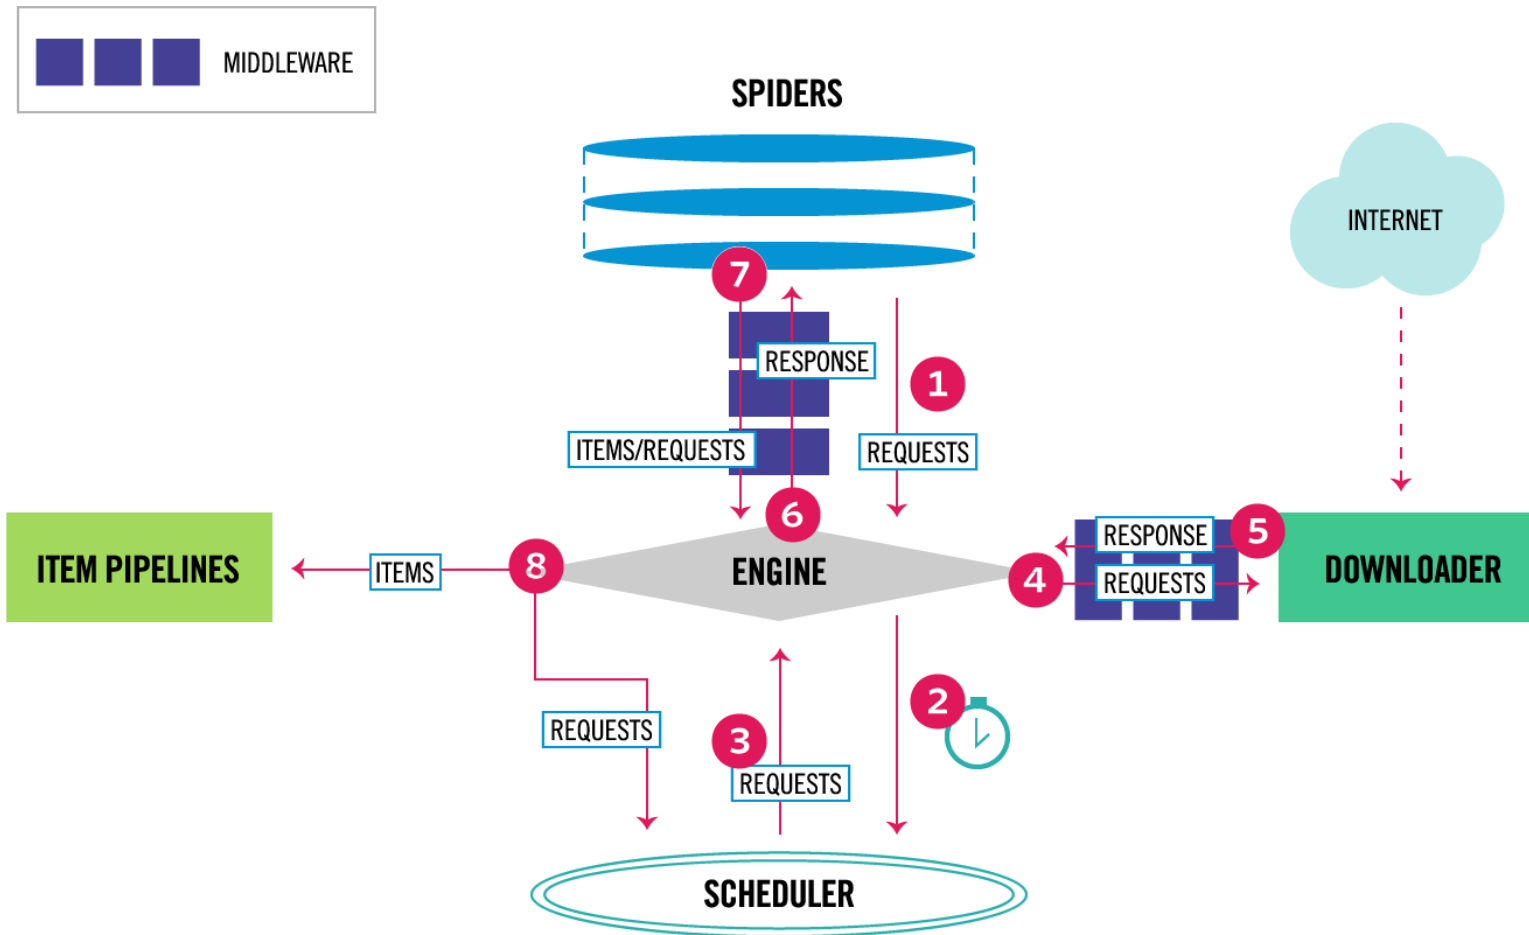 MIDDLEWARE
SPIDERS
INTERNET
7
RESPONSE
1
ITEMS/REQUESTS
REQUESTS
6
ITEM PIPELINES
ITEMS
8
ENGINE
4
RESPONSE
5
REQUESTS
DOWNLOADER
2
REQUESTS
3
REQUESTS
SCHEDULER